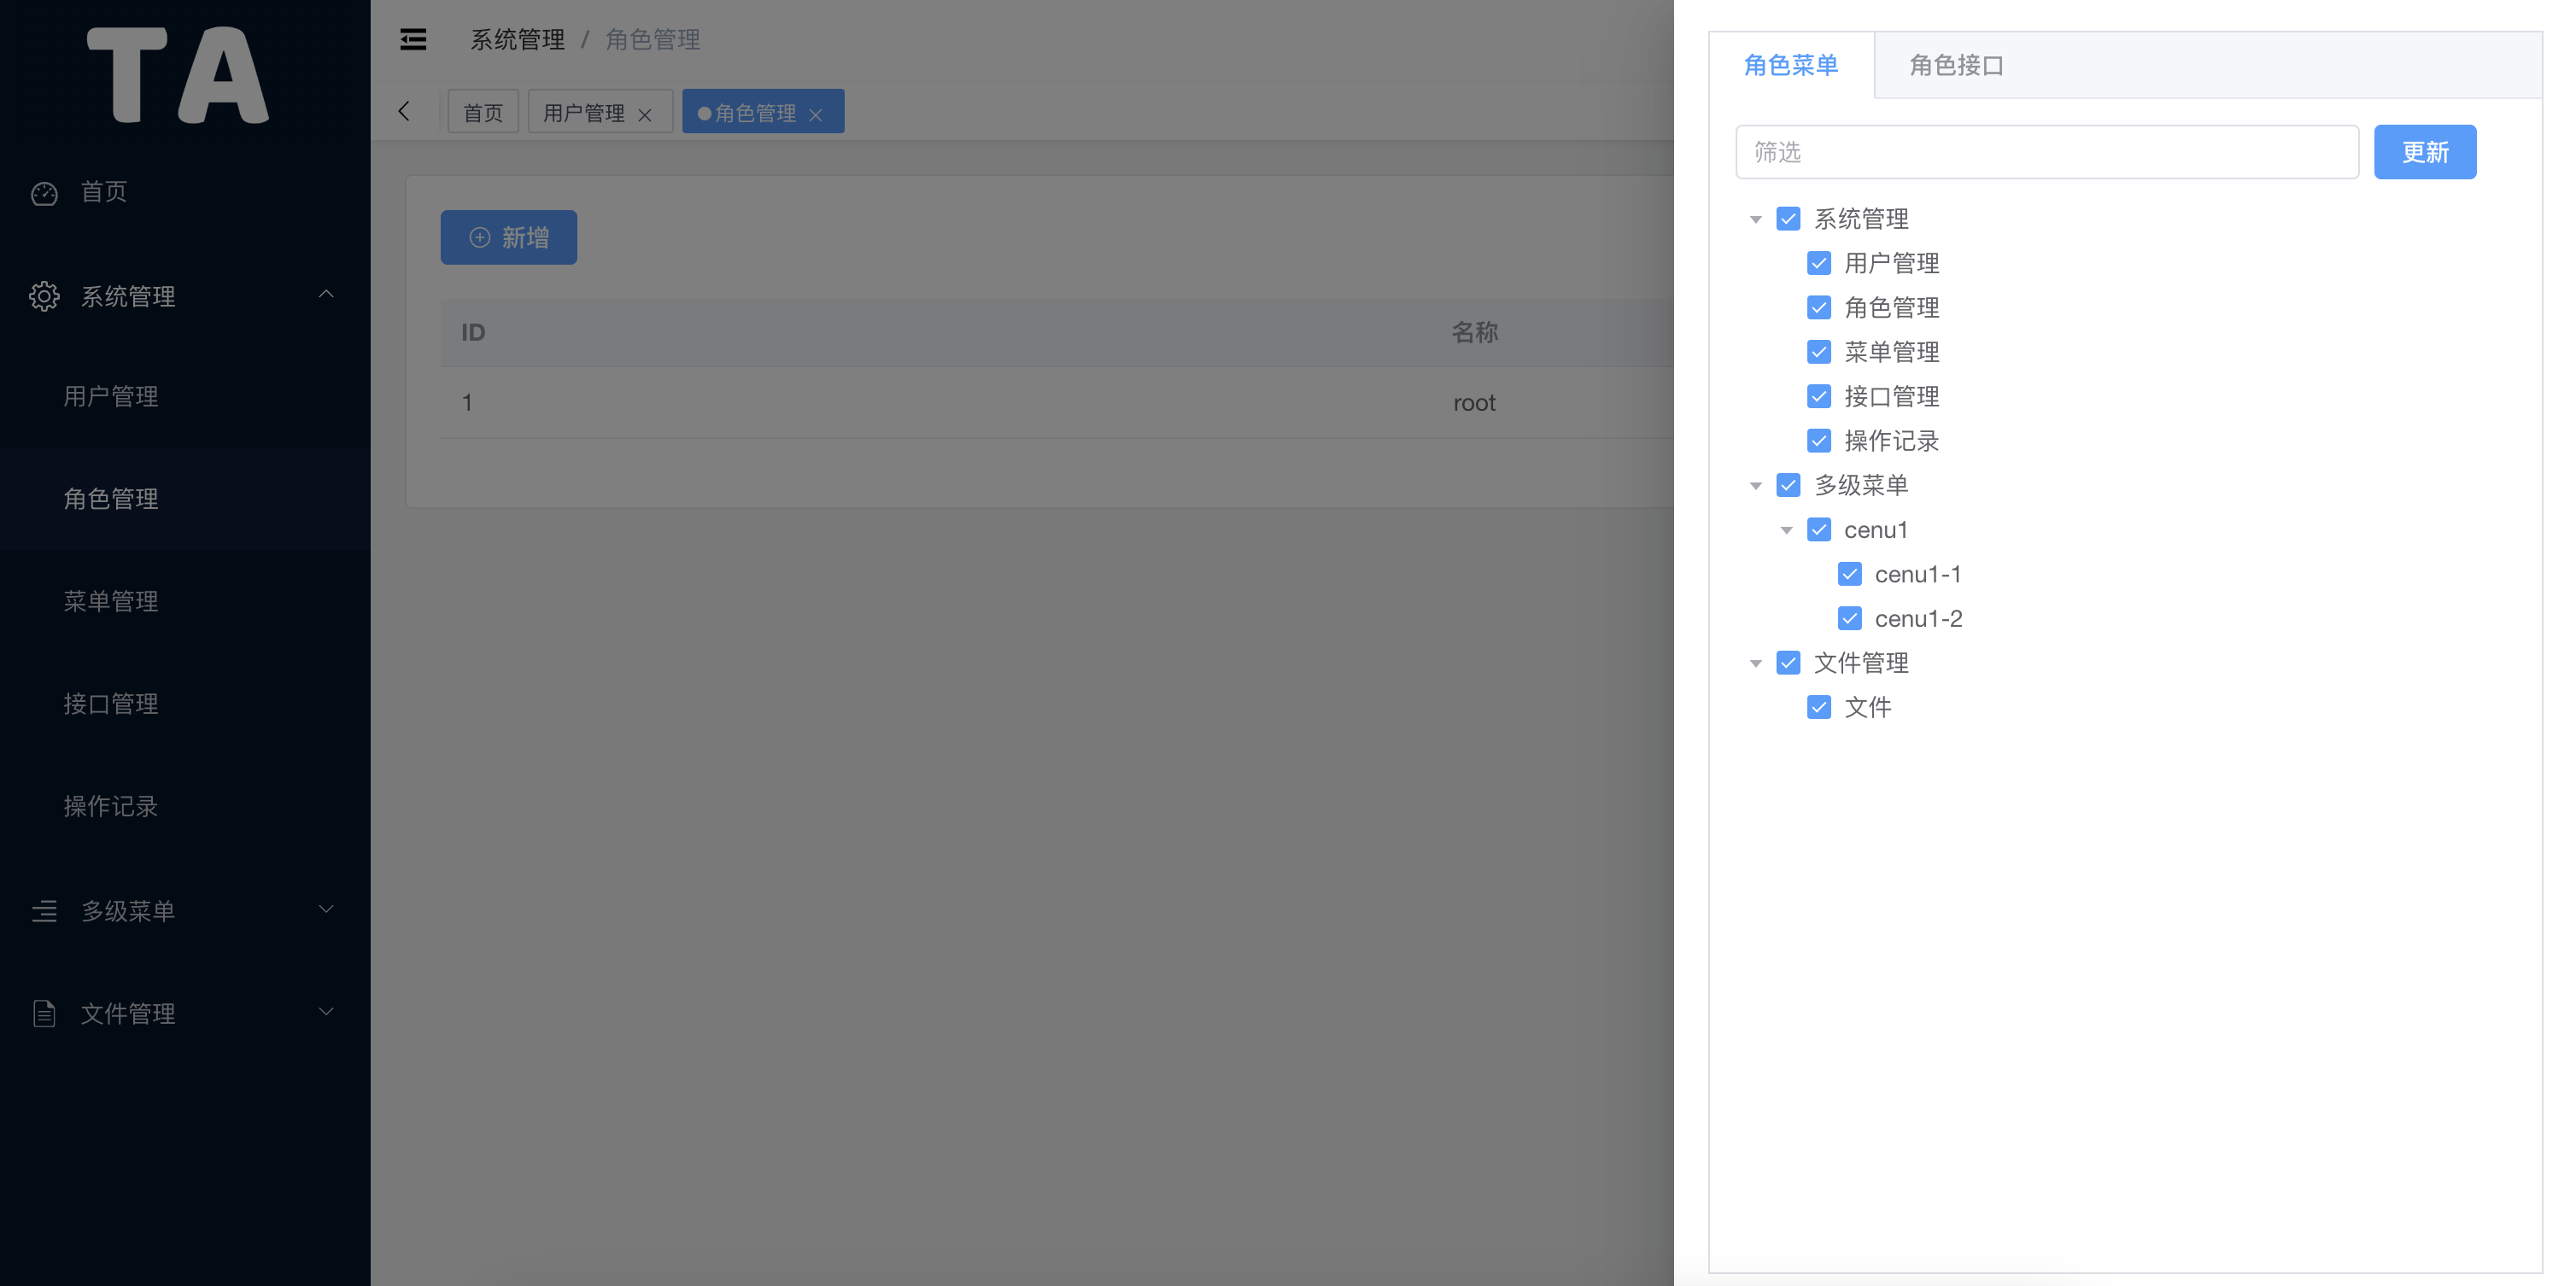 TA
首页
系统管理
用户管理
角色管理
菜单管理
接口管理
操作记录
多级菜单
文件管理
系统管理 / 角色管理
首页 用户管理 角色管理
新增
ID 名称
1 root
角色菜单 角色接口
筛选 更新
系统管理
用户管理
角色管理
菜单管理
接口管理
操作记录
多级菜单
cenu1
cenu1-1
cenu1-2
文件管理
文件